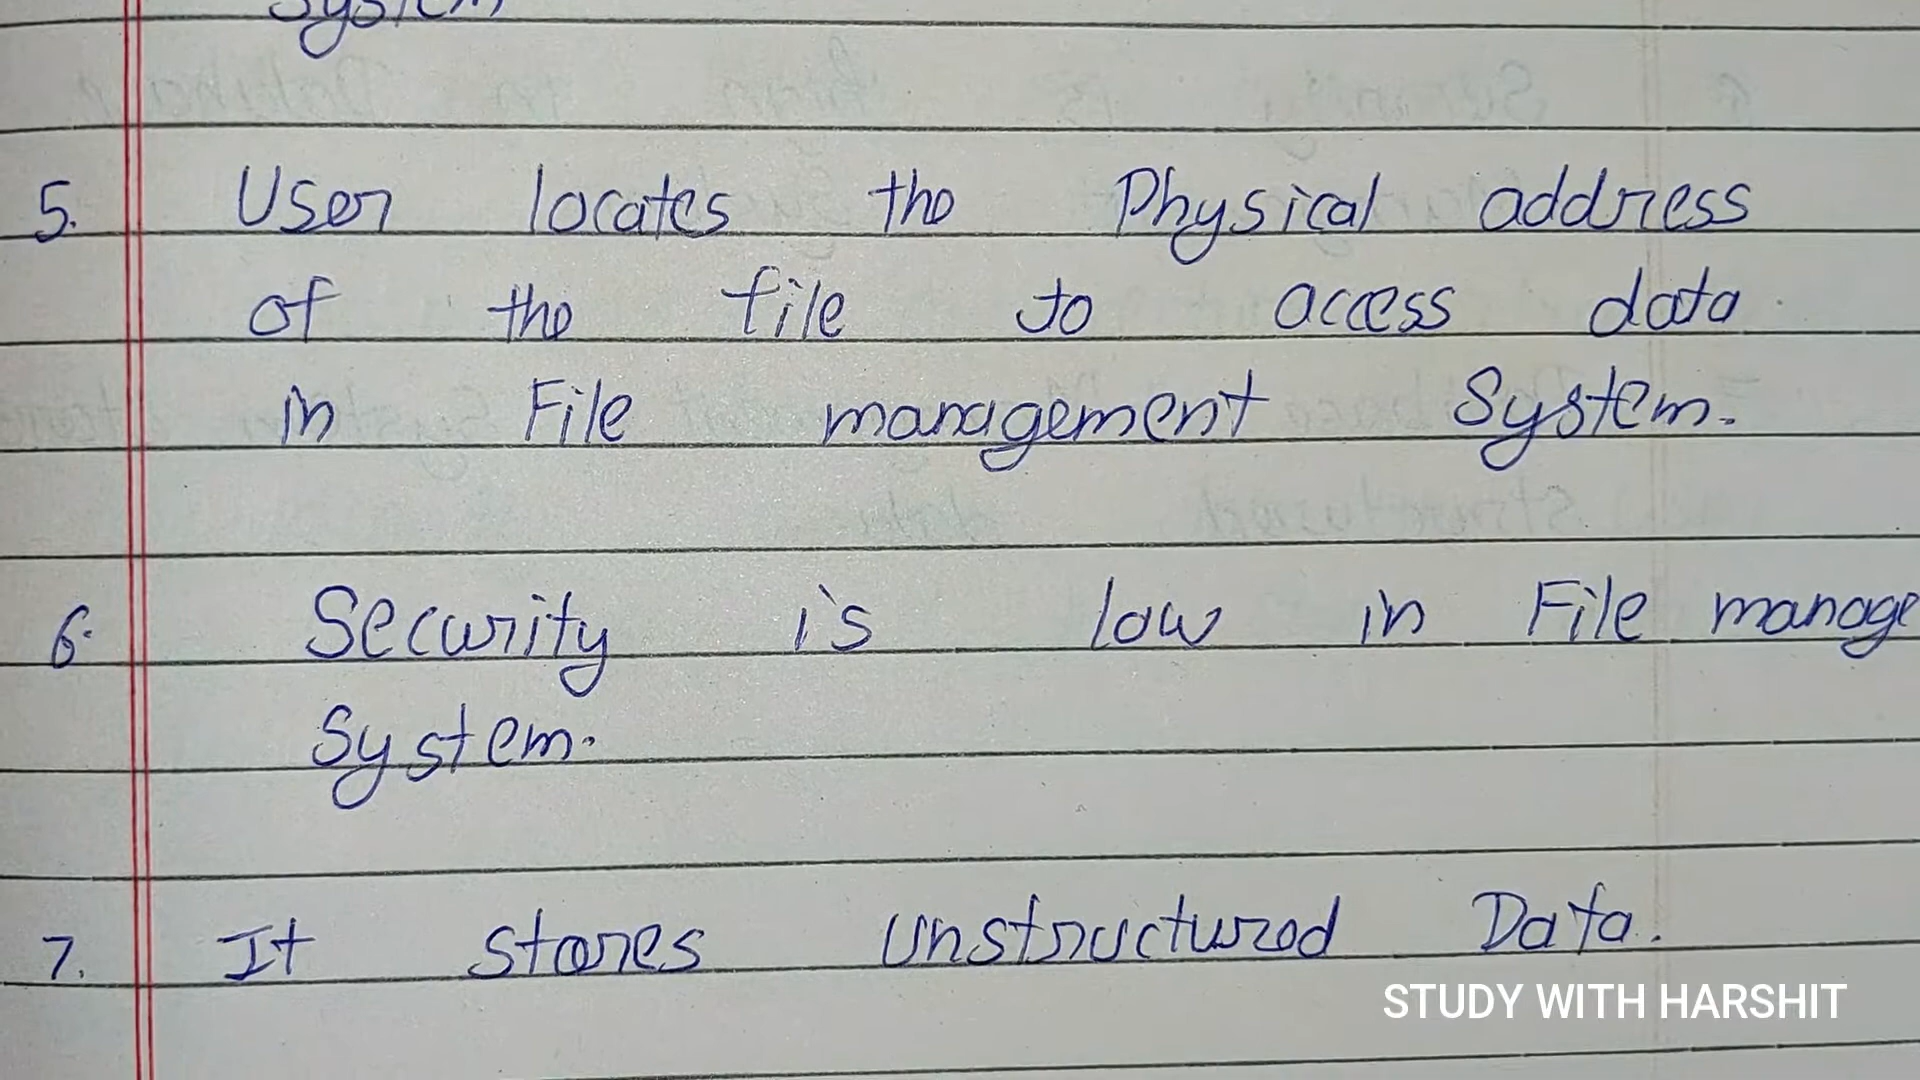 System
5. User locates the Physical address
of the file to access data
in File management System.
6. Security is low in File manage
System.
7. It stores unstructured Data.
STUDY WITH HARSHIT